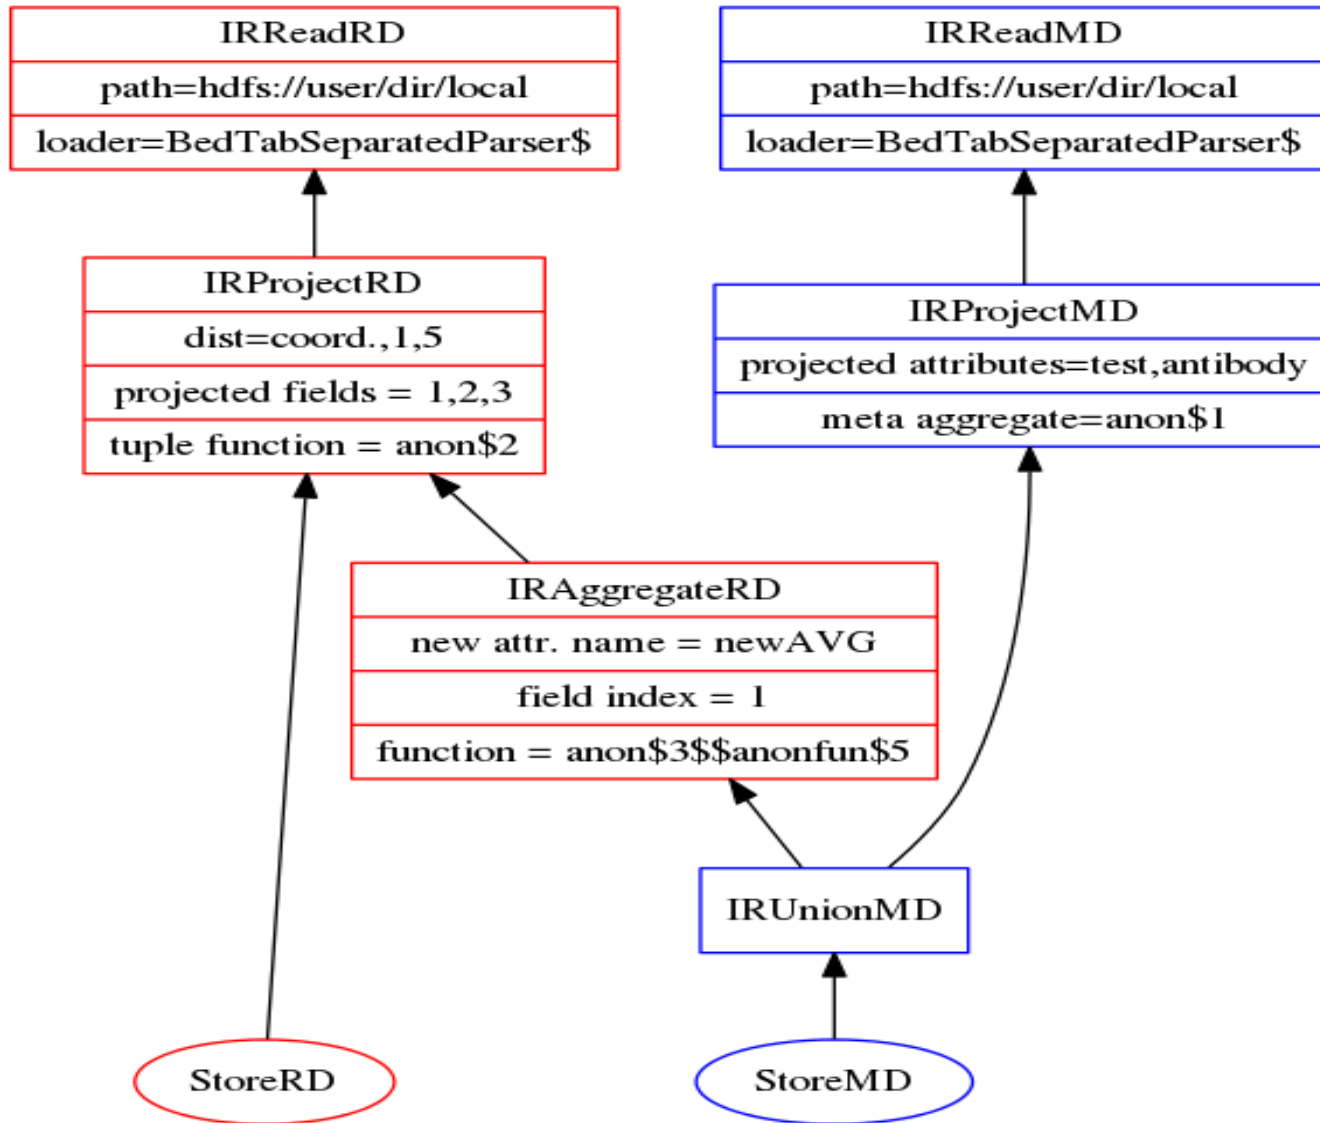 IRReadRD
path=hdfs://user/dir/local
loader=BedTabSeparatedParser$
IRReadMD
path=hdfs://user/dir/local
loader=BedTabSeparatedParser$
IRProjectRD
dist=coord.,1,5
projected fields = 1,2,3
tuple function = anon$2
IRProjectMD
projected attributes=test,antibody
meta aggregate=anon$1
IRAggregateRD
new attr. name = newAVG
field index = 1
function = anon$3$$anonfun$5
IRUnionMD
StoreRD
StoreMD